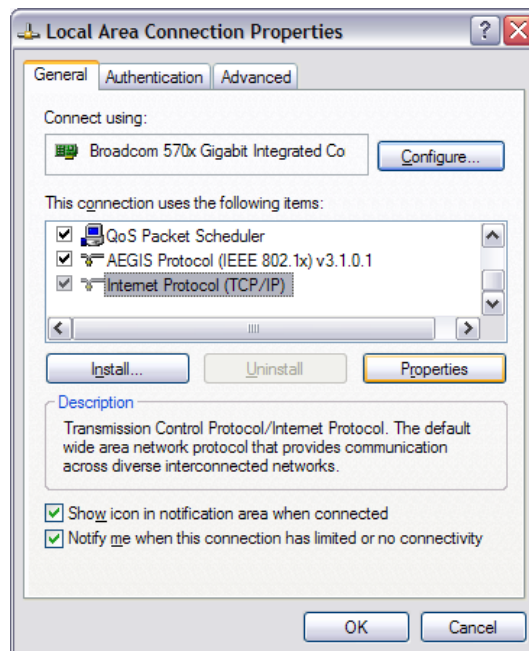 Local Area Connection Properties
General Authentication Advanced
Connect using:
Broadcom 570x Gigabit Integrated Co Configure...
This connection uses the following items:
QoS Packet Scheduler
AEGIS Protocol (IEEE 802.1x) v3.1.0.1
Internet Protocol (TCP/IP)
Install... Uninstall Properties
Description
Transmission Control Protocol/Internet Protocol. The default
wide area network protocol that provides communication
across diverse interconnected networks.
Show icon in notification area when connected
Notify me when this connection has limited or no connectivity
OK Cancel